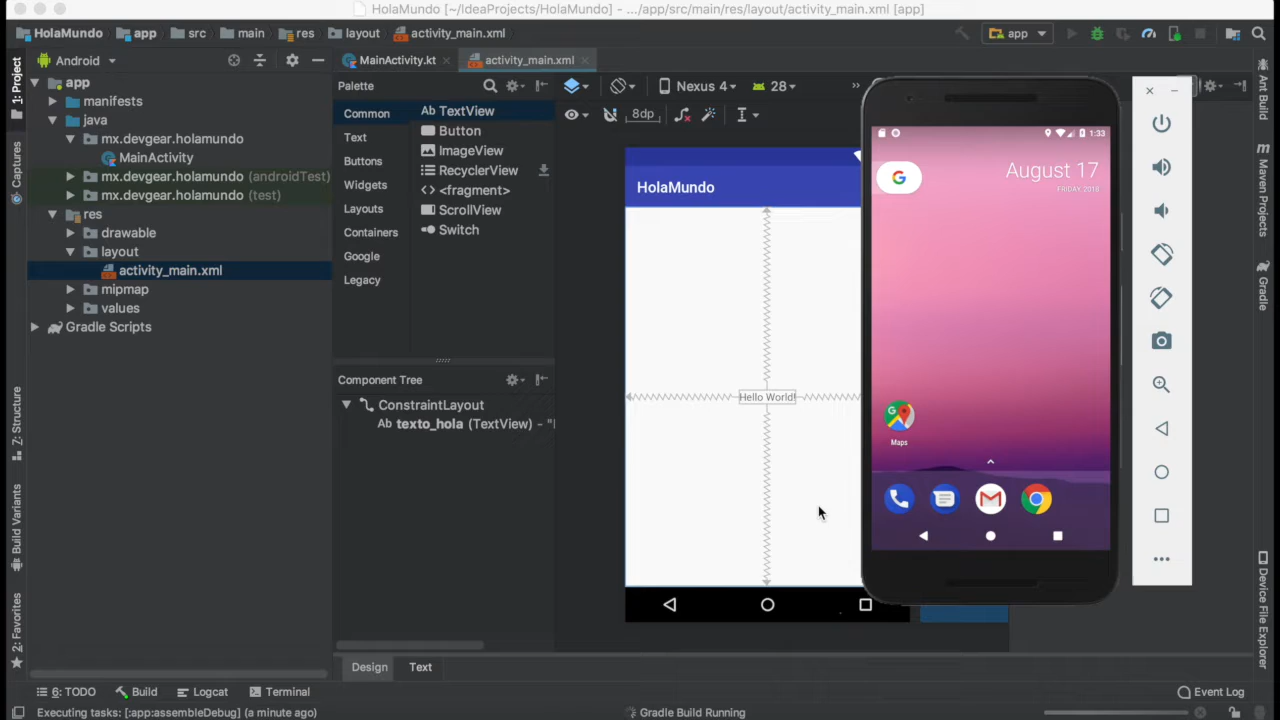 HolaMundo [~/IdeaProjects/HolaMundo] - .../app/src/main/res/layout/activity_main.xml [app]
HolaMundo app src main res layout activity_main.xml
app
1: Project
Captures
7: Structure
Build Variants
2: Favorites
Android
app
manifests
java
mx.devgear.holamundo
MainActivity
mx.devgear.holamundo (androidTest)
mx.devgear.holamundo (test)
res
drawable
layout
activity_main.xml
mipmap
values
Gradle Scripts
MainActivity.kt
activity_main.xml
Palette
Common
Text
Buttons
Widgets
Layouts
Containers
Google
Legacy
Ab TextView
Button
ImageView
RecyclerView
<fragment>
ScrollView
Switch
Component Tree
ConstraintLayout
Ab texto_hola (TextView) - "
Nexus 4
28
»
8dp
HolaMundo
Hello World!
1:33
G
August 17
FRIDAY, 2018
Maps
Ant Build
Maven Projects
Gradle
Device File Explorer
Design
Text
6: TODO
Build
Logcat
Terminal
Event Log
Executing tasks: [:app:assembleDebug] (a minute ago)
Gradle Build Running